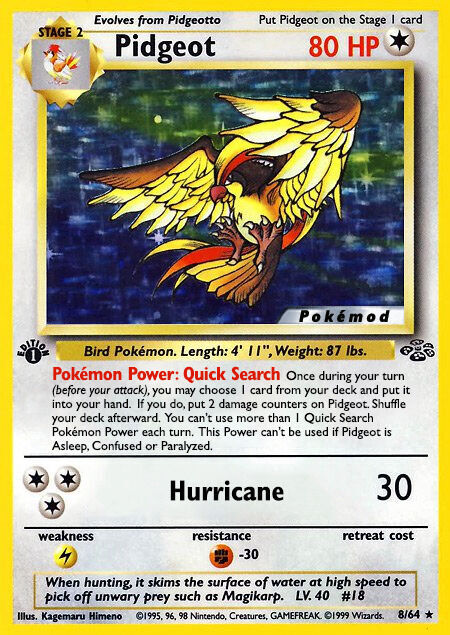 Evolves from Pidgeotto
Put Pidgeot on the Stage 1 card
STAGE 2
Pidgeot
80 HP
Pokémod
EDITION
1
Bird Pokémon. Length: 4' 11", Weight: 87 lbs.
Pokémon Power: Quick Search Once during your turn
(before your attack), you may choose 1 card from your deck and put it
into your hand. If you do, put 2 damage counters on Pidgeot. Shuffle
your deck afterward. You can't use more than 1 Quick Search
Pokémon Power each turn. This Power can't be used if Pidgeot is
Asleep, Confused or Paralyzed.
Hurricane
30
weakness
resistance
retreat cost
-30
When hunting, it skims the surface of water at high speed to
pick off unwary prey such as Magikarp. LV. 40 #18
Illus. Kagemaru Himeno
©1995, 96, 98 Nintendo, Creatures, GAMEFREAK. ©1999 Wizards.
8/64 ★